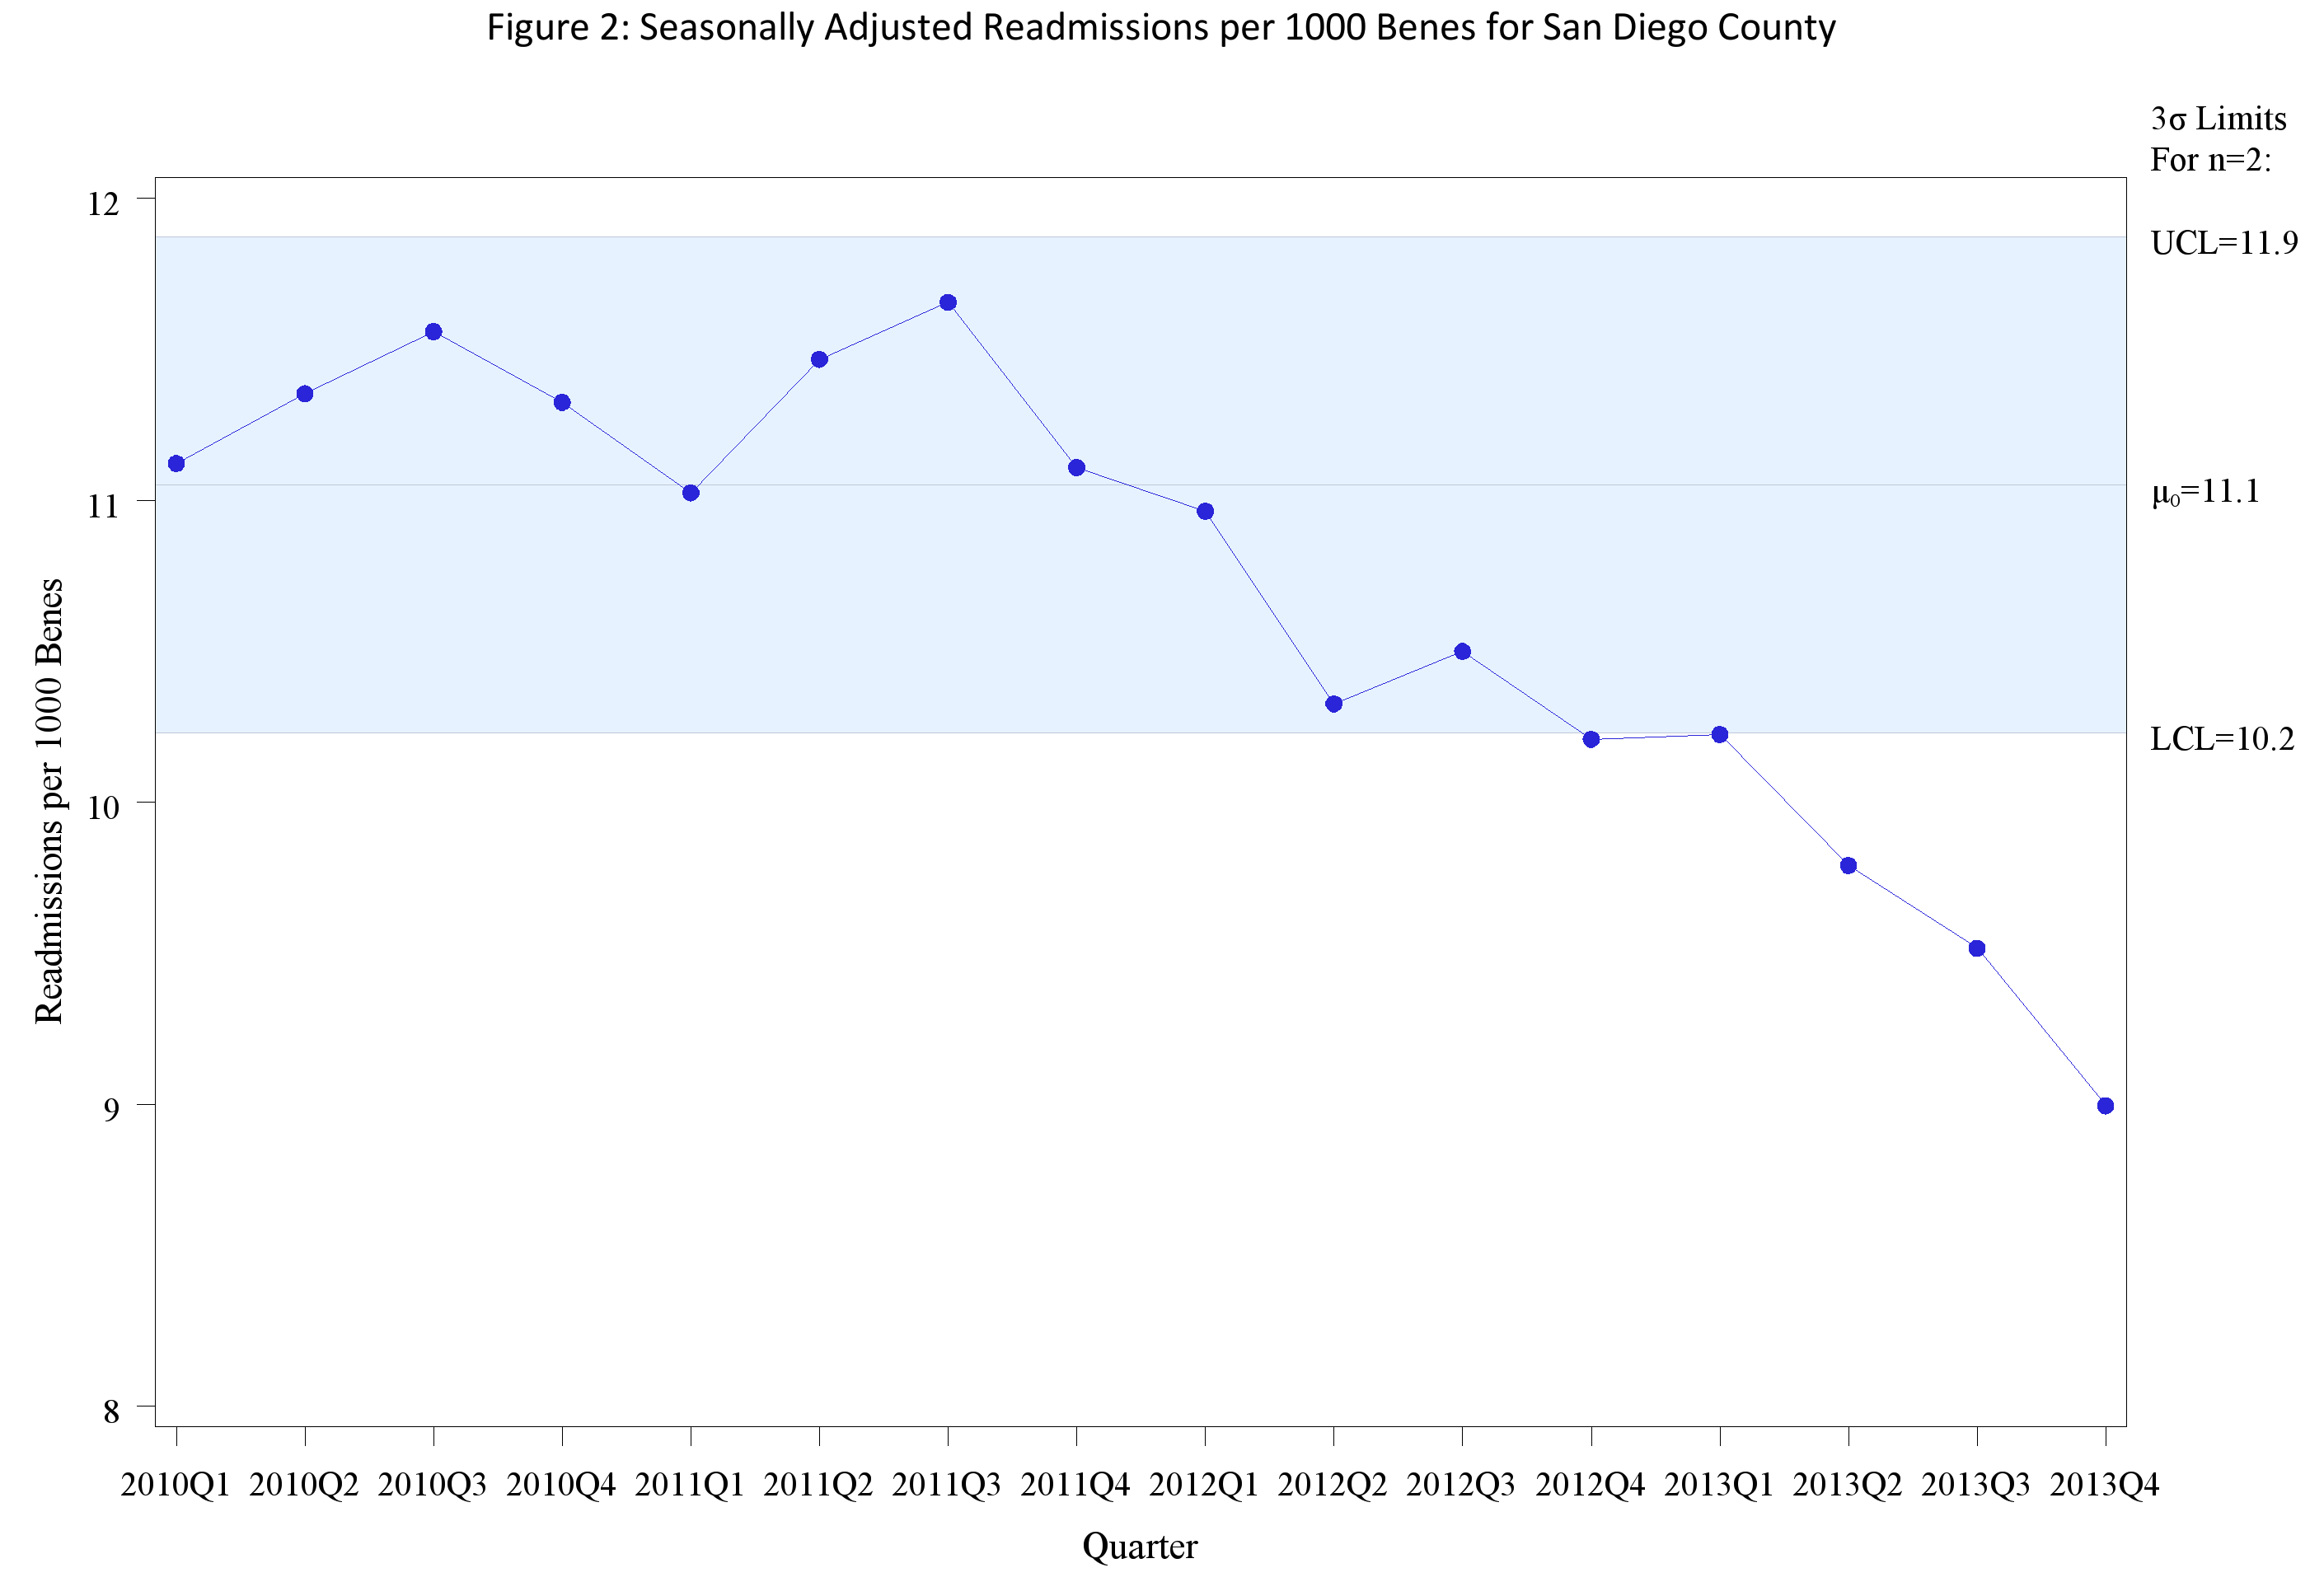 Figure 2: Seasonally Adjusted Readmissions per 1000 Benes for San Diego County
3σ Limits
For n=2:
12
UCL=11.9
11
μ₀=11.1
Readmissions per 1000 Benes
LCL=10.2
10
9
8
2010Q1 2010Q2 2010Q3 2010Q4 2011Q1 2011Q2 2011Q3 2011Q4 2012Q1 2012Q2 2012Q3 2012Q4 2013Q1 2013Q2 2013Q3 2013Q4
Quarter